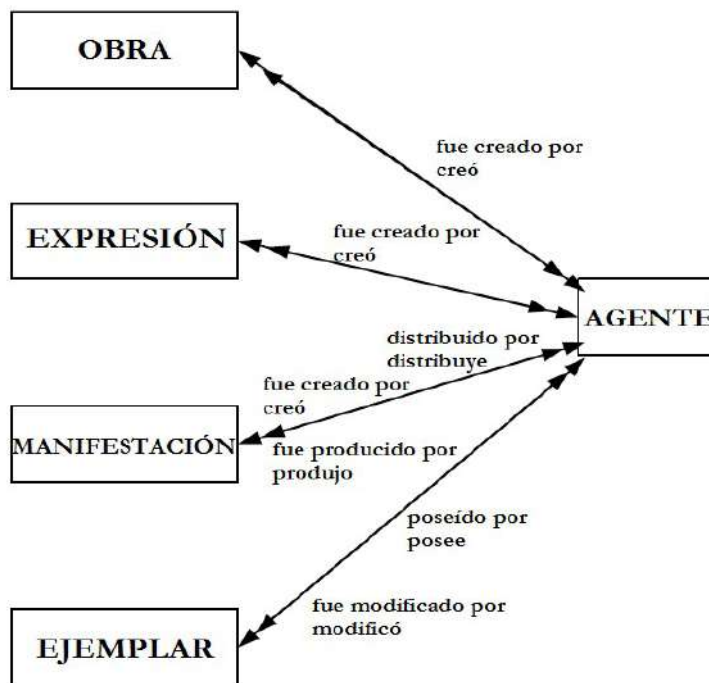 OBRA
fue creado por
creó
EXPRESIÓN
fue creado por
creó
AGENTE
distribuido por
distribuye
fue creado por
creó
MANIFESTACIÓN
fue producido por
produjo
poseído por
posee
fue modificado por
modificó
EJEMPLAR